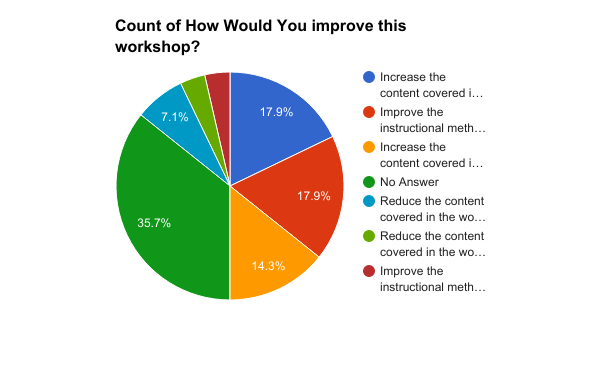 Count of How Would You improve this
workshop?
17.9%
17.9%
14.3%
35.7%
7.1%
Increase the
content covered i…
Improve the
instructional meth…
Increase the
content covered i…
No Answer
Reduce the content
covered in the wo…
Reduce the content
covered in the wo…
Improve the
instructional meth…